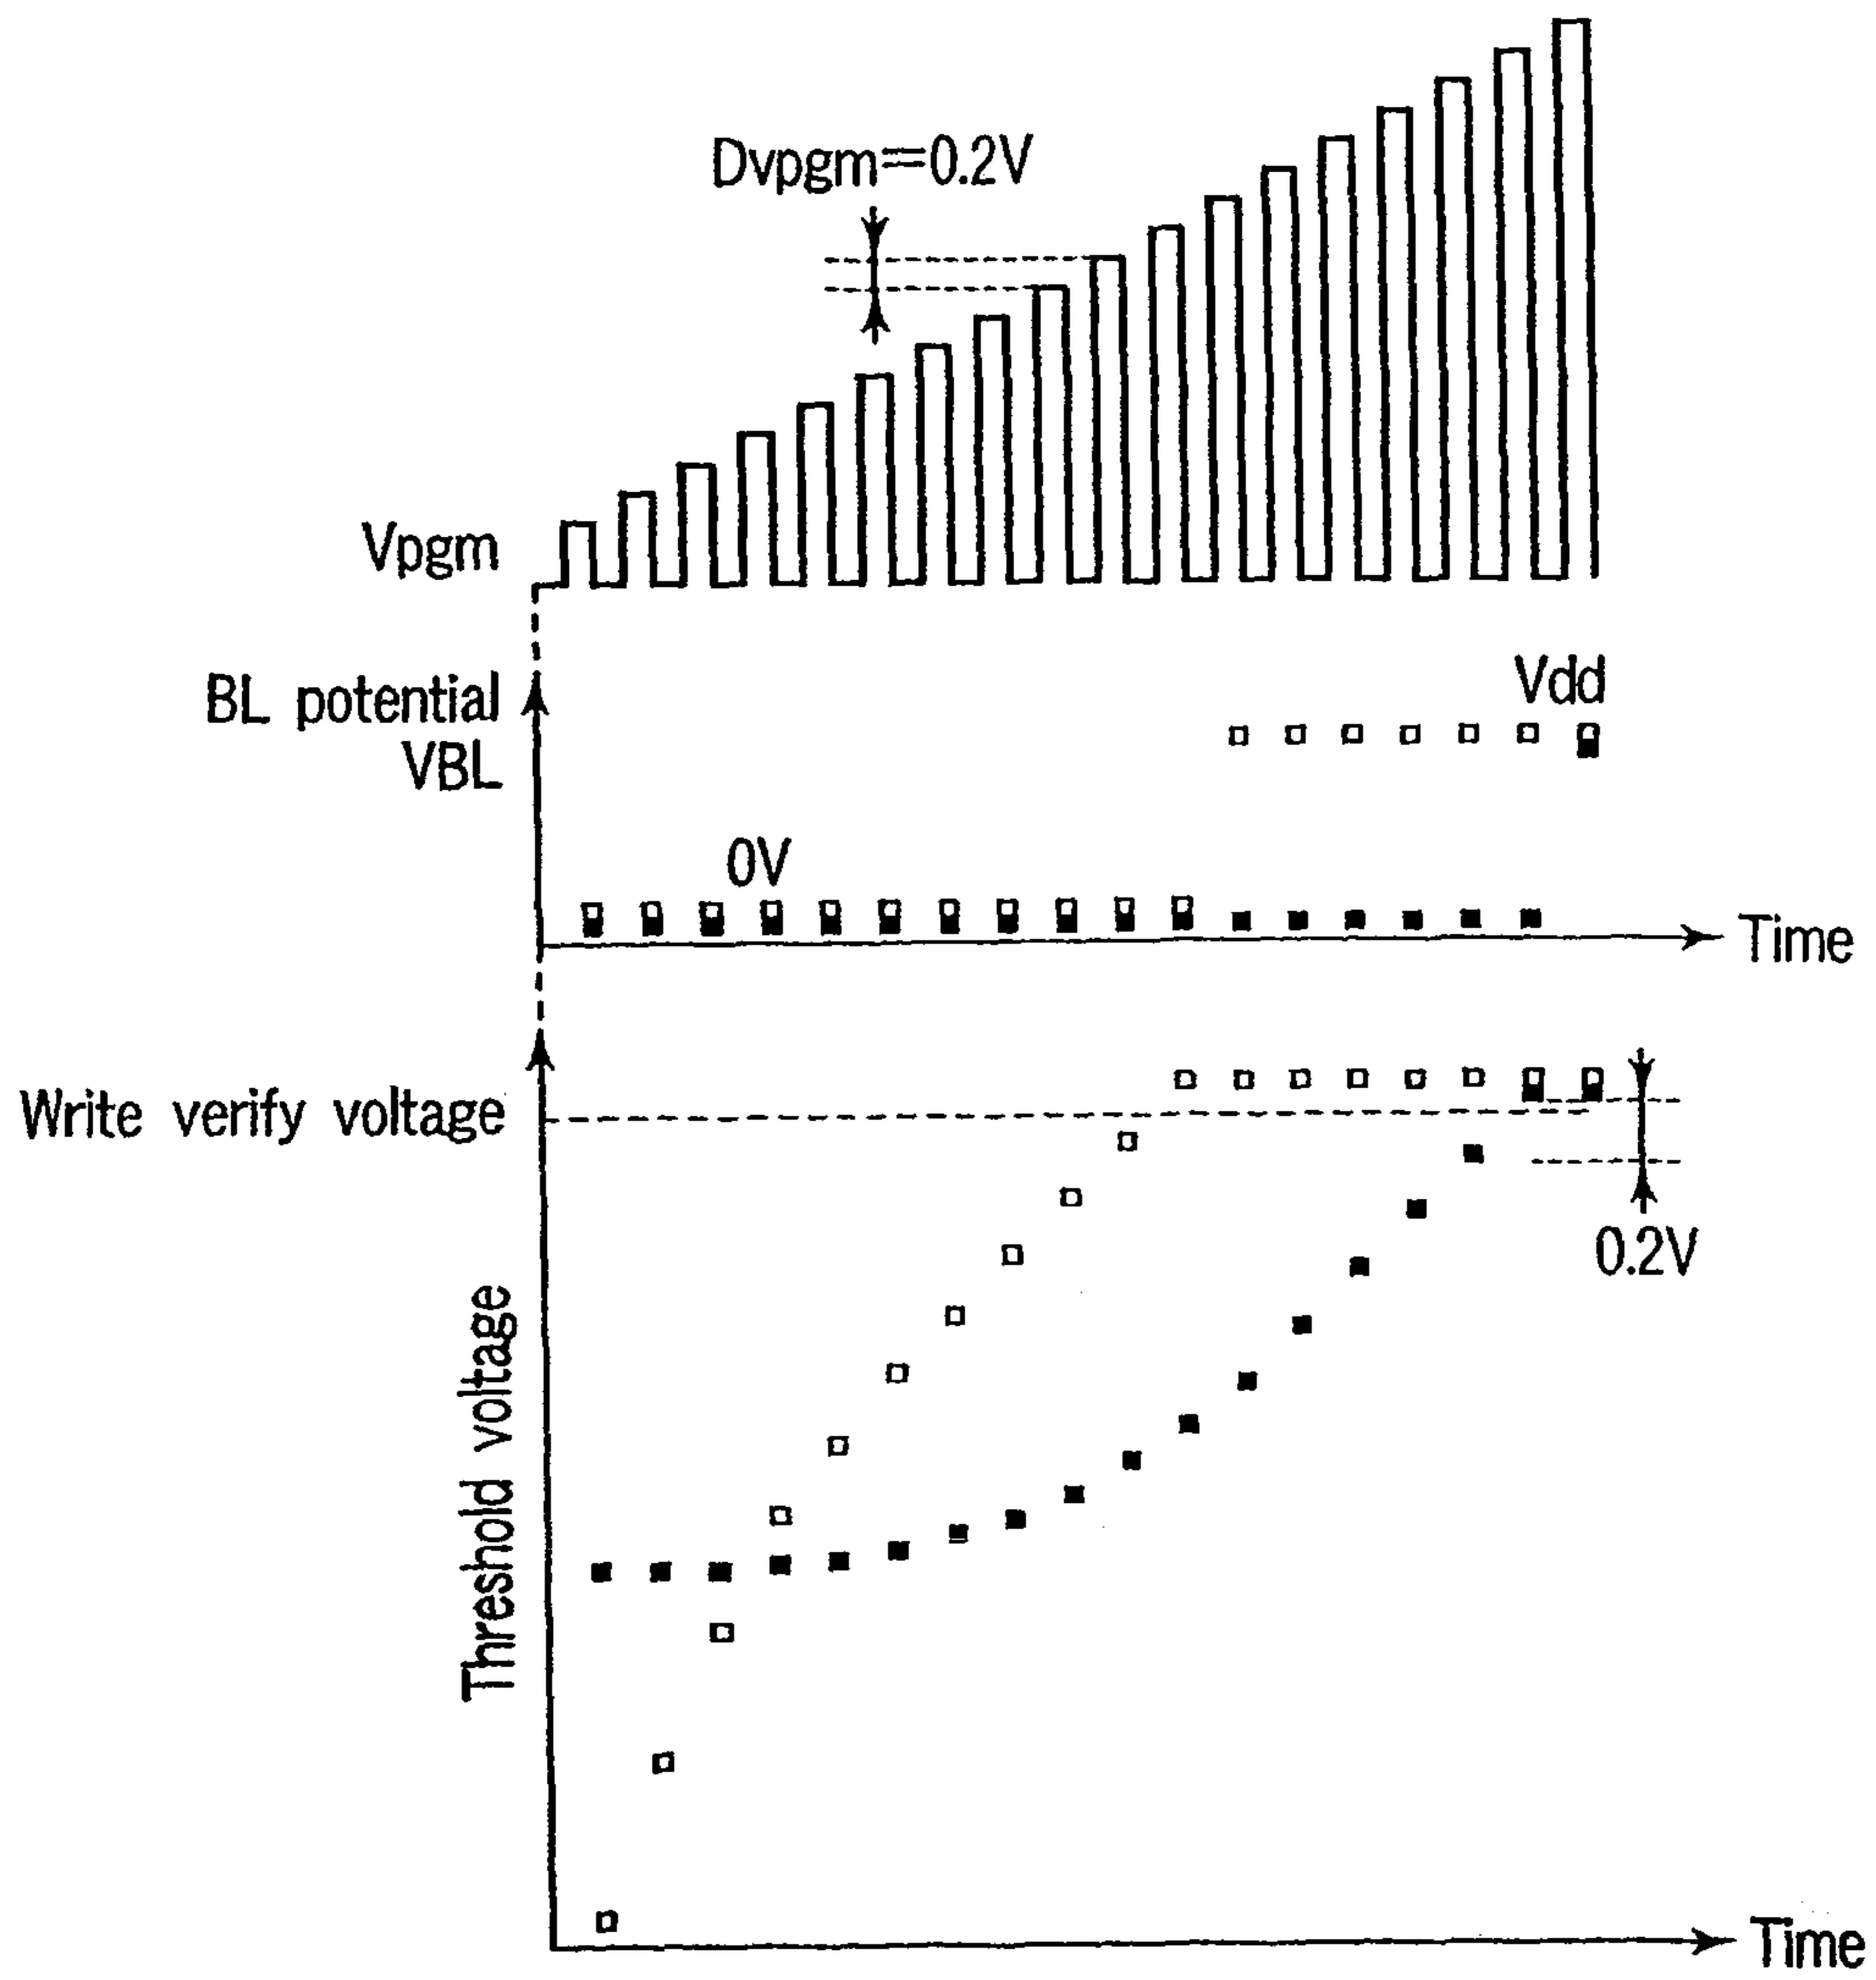 Dvpgm=0.2V
Vpgm
BL potential
VBL
Vdd
0V
Time
Write verify voltage
0.2V
Threshold voltage
Time